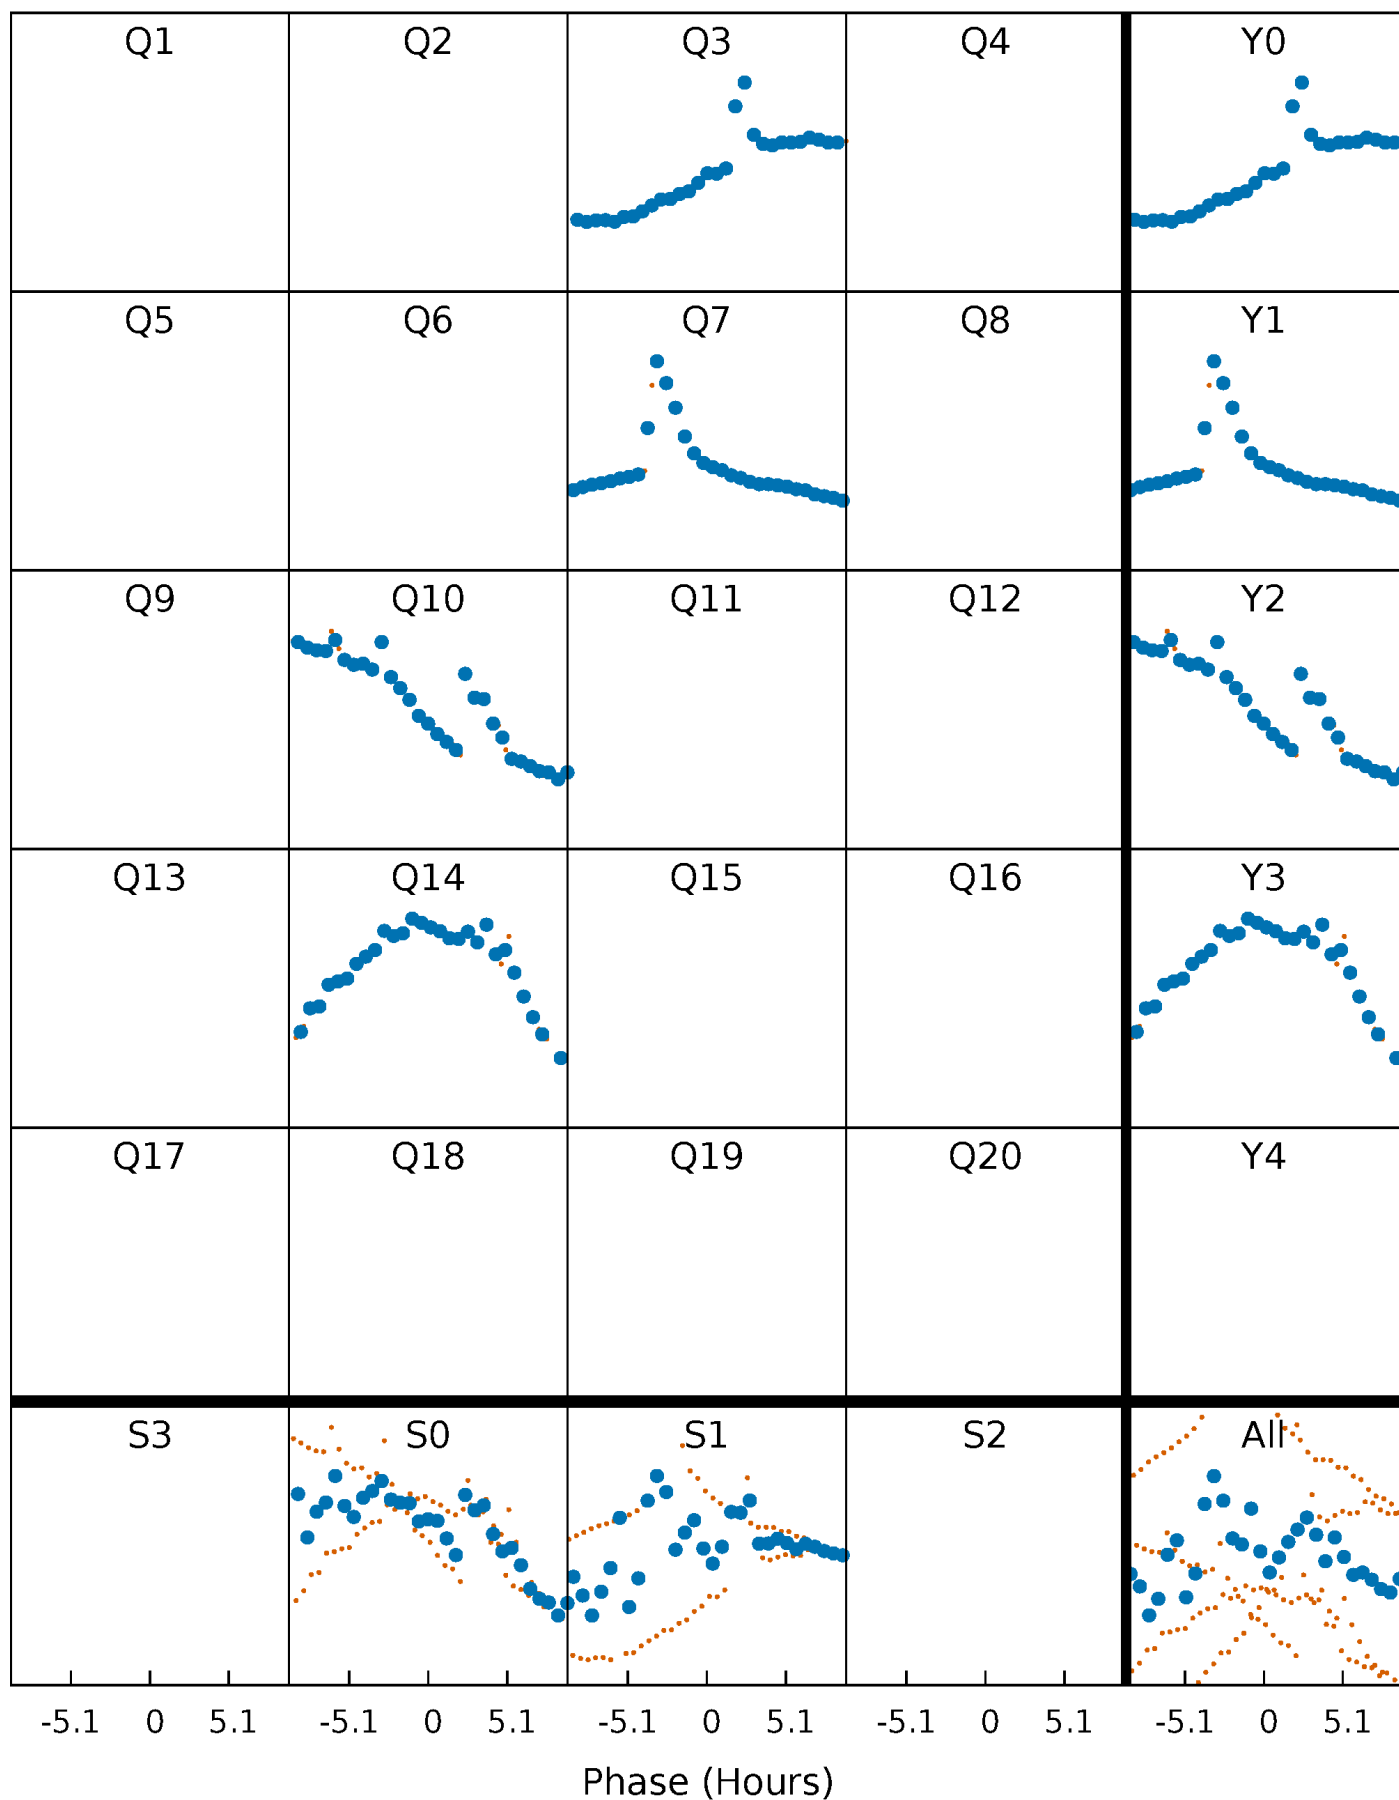 Q1 Q2 Q3 Q4 Y0
Q5 Q6 Q7 Q8 Y1
Q9 Q10 Q11 Q12 Y2
Q13 Q14 Q15 Q16 Y3
Q17 Q18 Q19 Q20 Y4
S3 S0 S1 S2 All
-5.1 0 5.1 -5.1 0 5.1 -5.1 0 5.1 -5.1 0 5.1 -5.1 0 5.1
Phase (Hours)